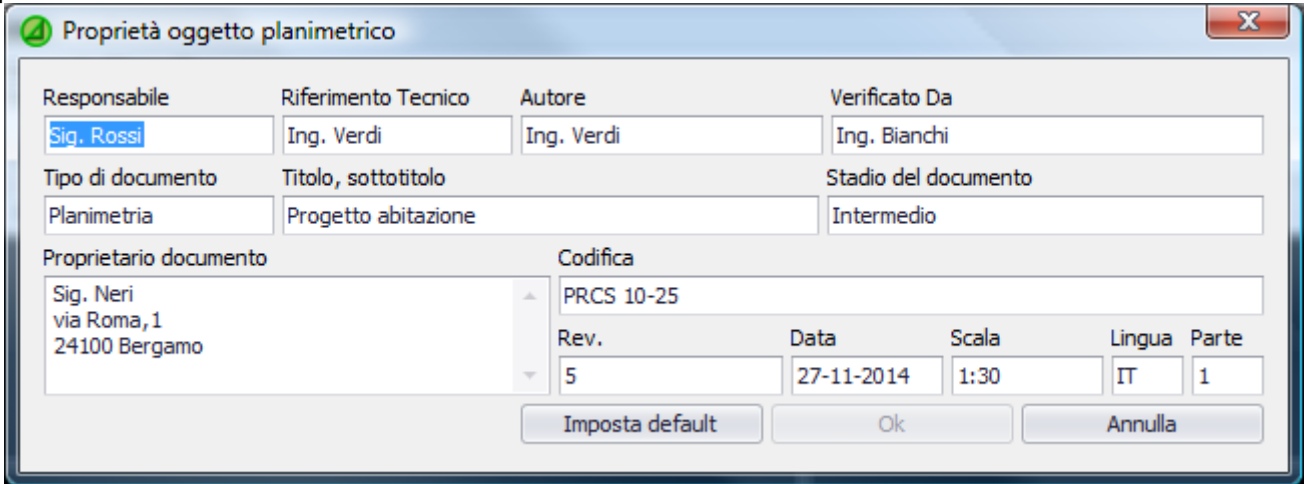 Proprietà oggetto planimetrico
Responsabile Riferimento Tecnico Autore Verificato Da
Sig. Rossi Ing. Verdi Ing. Verdi Ing. Bianchi
Tipo di documento Titolo, sottotitolo Stadio del documento
Planimetria Progetto abitazione Intermedio
Proprietario documento Codifica
Sig. Neri
via Roma,1
24100 Bergamo
PRCS 10-25
Rev. Data Scala Lingua Parte
5 27-11-2014 1:30 IT 1
Imposta default Ok Annulla